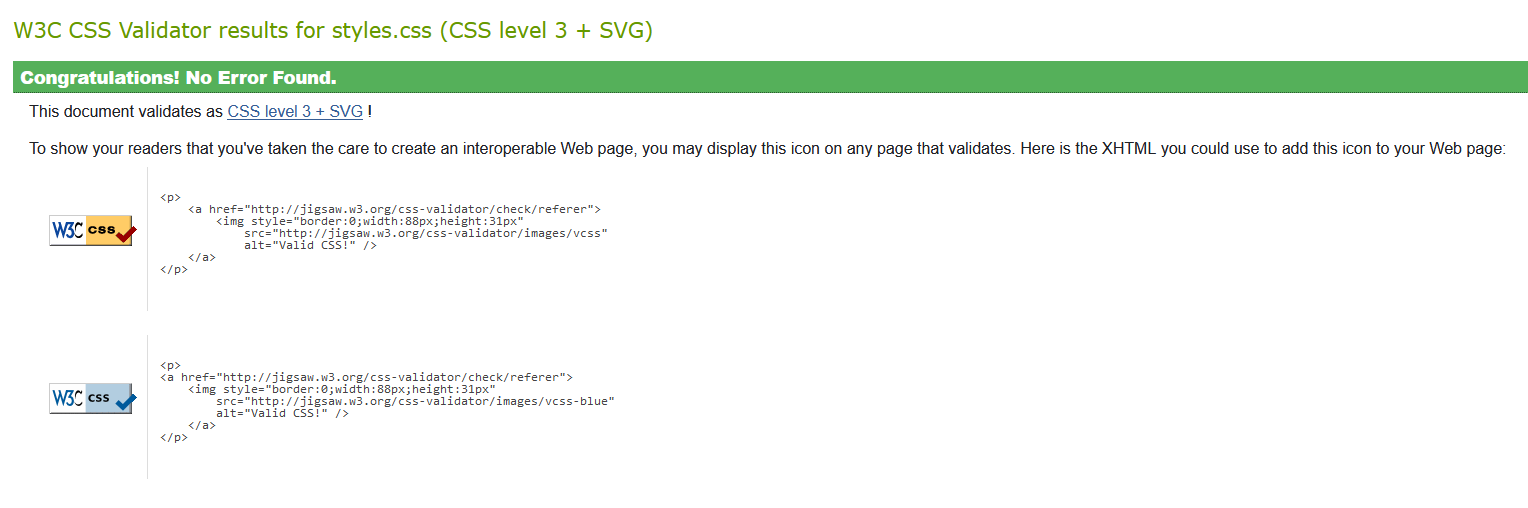 W3C CSS Validator results for styles.css (CSS level 3 + SVG)
Congratulations! No Error Found.
This document validates as CSS level 3 + SVG !
To show your readers that you've taken the care to create an interoperable Web page, you may display this icon on any page that validates. Here is the XHTML you could use to add this icon to your Web page:
W3C css
<p>
    <a href="http://jigsaw.w3.org/css-validator/check/referer">
        <img style="border:0;width:88px;height:31px"
            src="http://jigsaw.w3.org/css-validator/images/vcss"
            alt="Valid CSS!" />
    </a>
</p>
W3C css
<p>
<a href="http://jigsaw.w3.org/css-validator/check/referer">
    <img style="border:0;width:88px;height:31px"
        src="http://jigsaw.w3.org/css-validator/images/vcss-blue"
        alt="Valid CSS!" />
    </a>
</p>